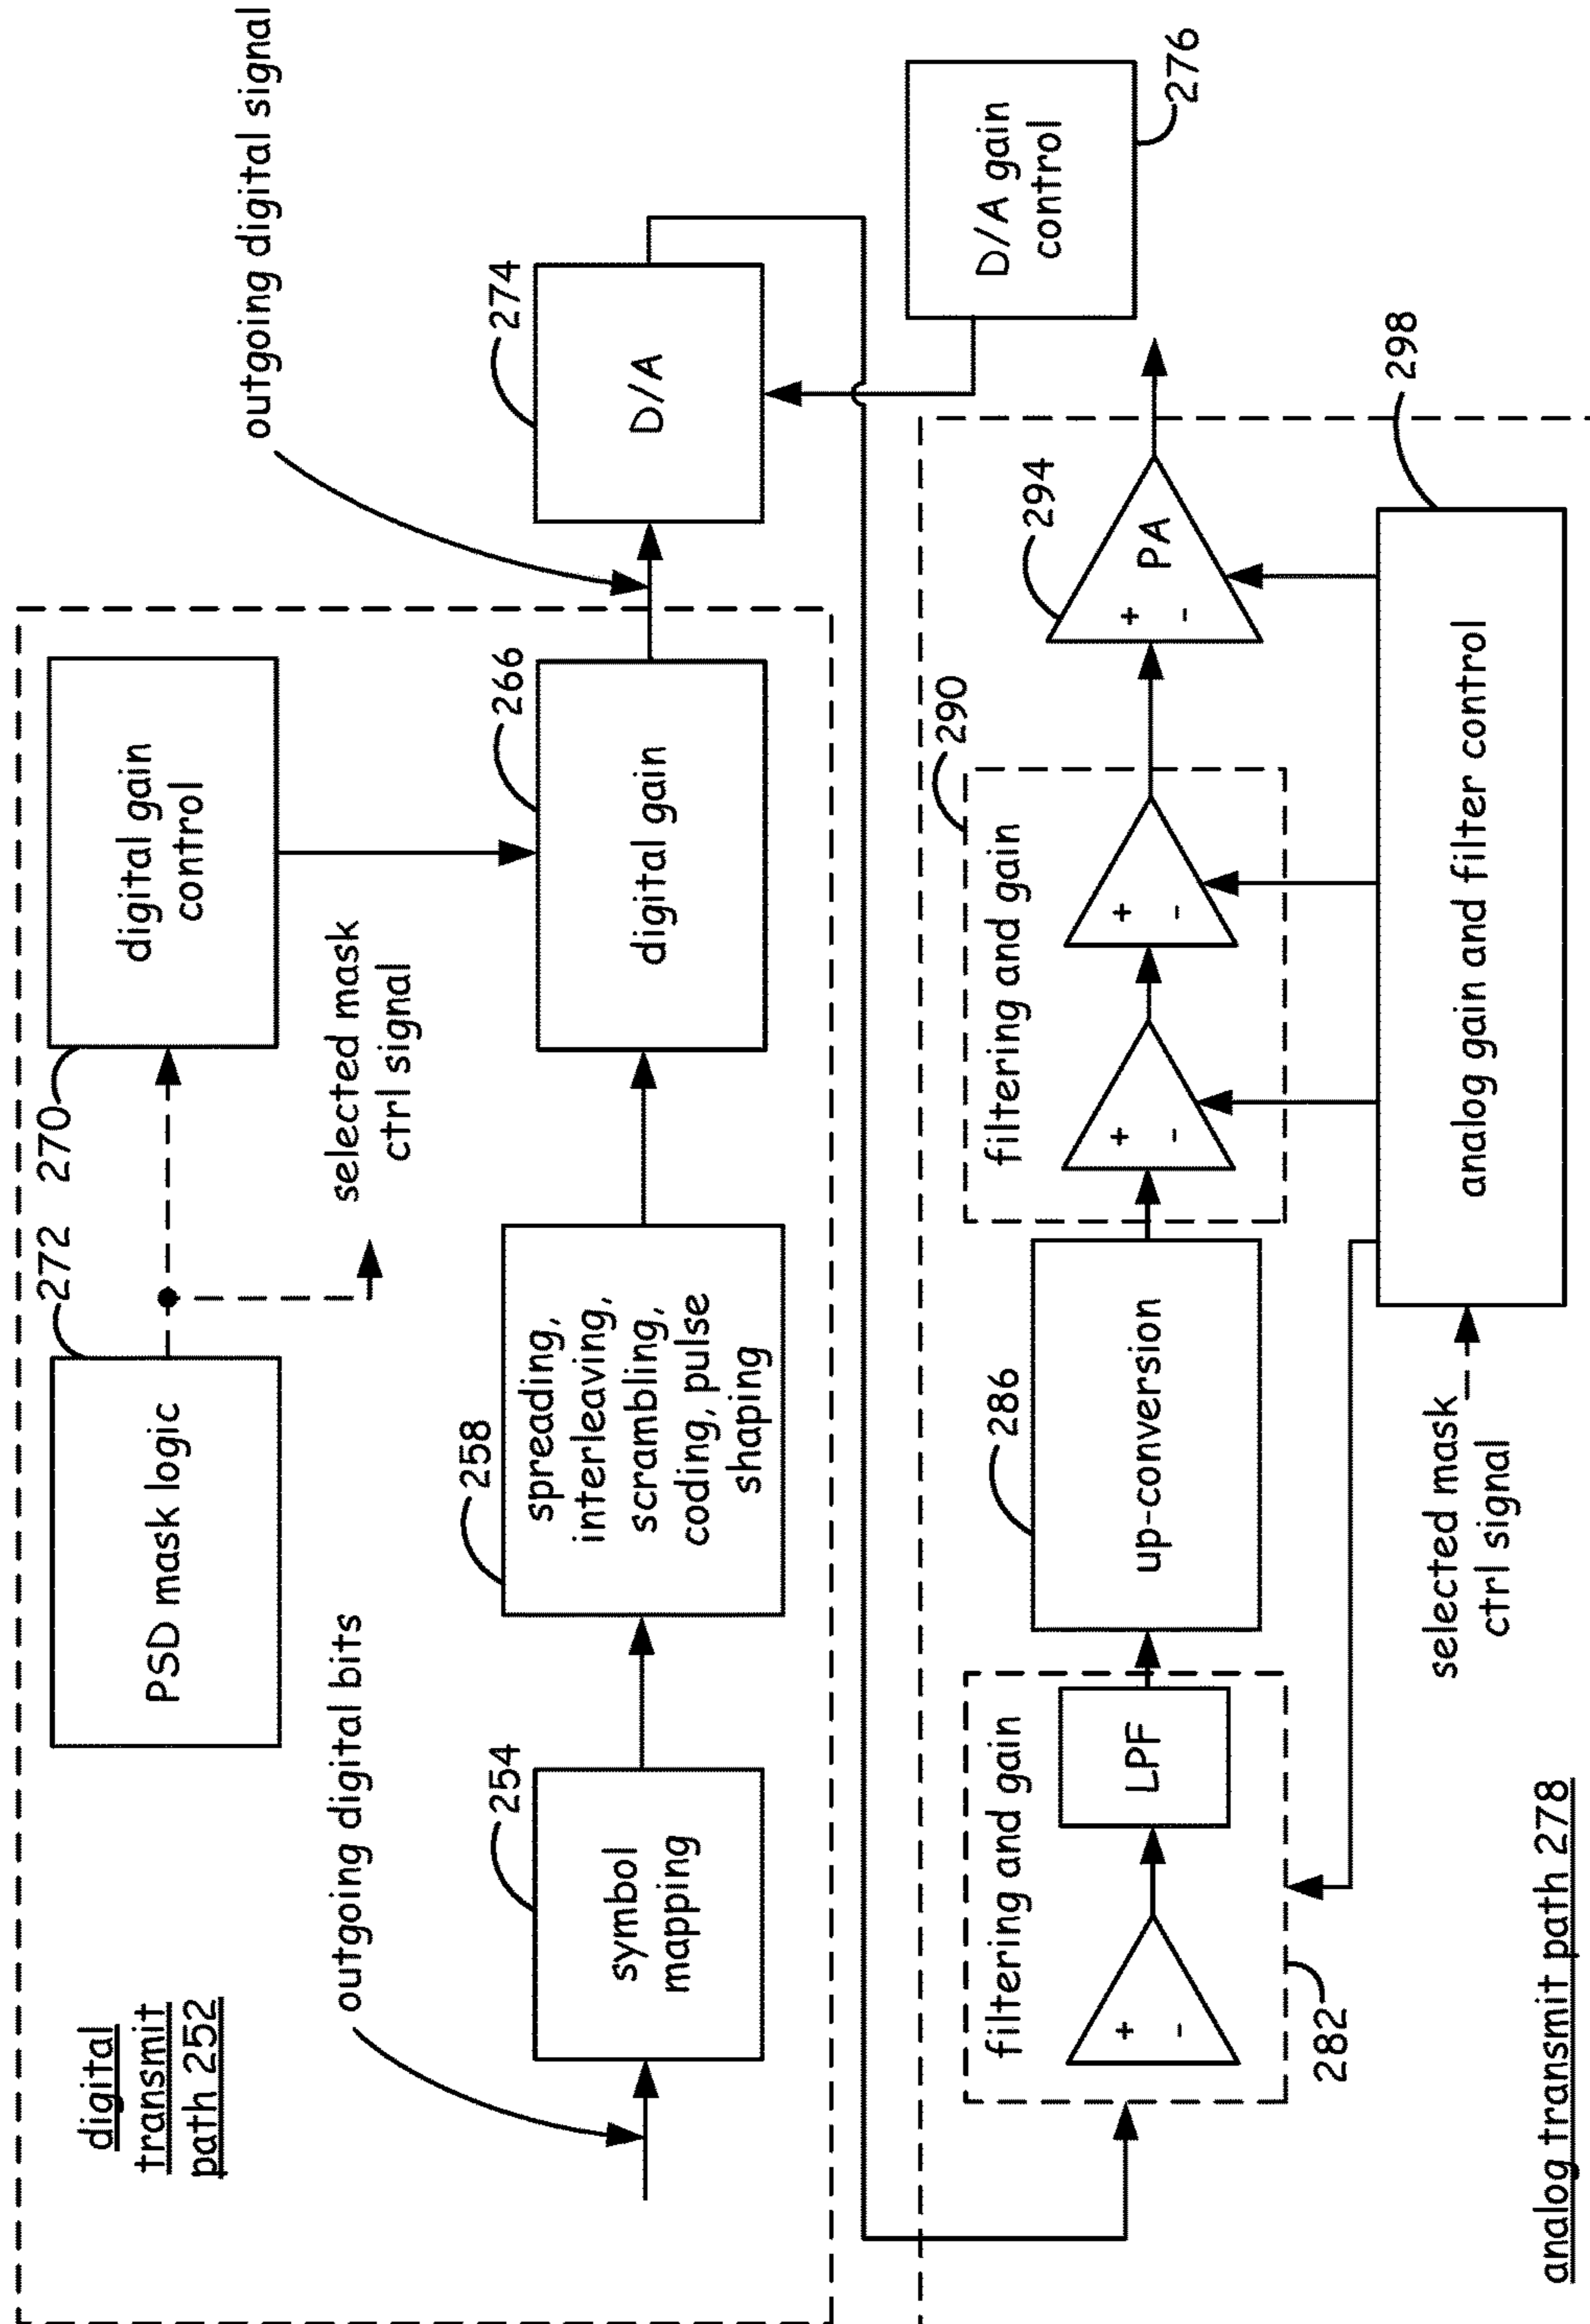 digital
transmit
path 252
272
PSD mask logic
270
digital gain
control
selected mask
ctrl signal
outgoing digital signal
outgoing digital bits
254
symbol
mapping
258
spreading,
interleaving,
scrambling,
coding, pulse
shaping
266
digital gain
274
D/A
D/A gain
control
276
filtering and gain
+
-
LPF
282
286
up-conversion
290
filtering and gain
+
-
+
-
294
+
-
PA
298
selected mask
ctrl signal
analog gain and filter control
analog transmit path 278